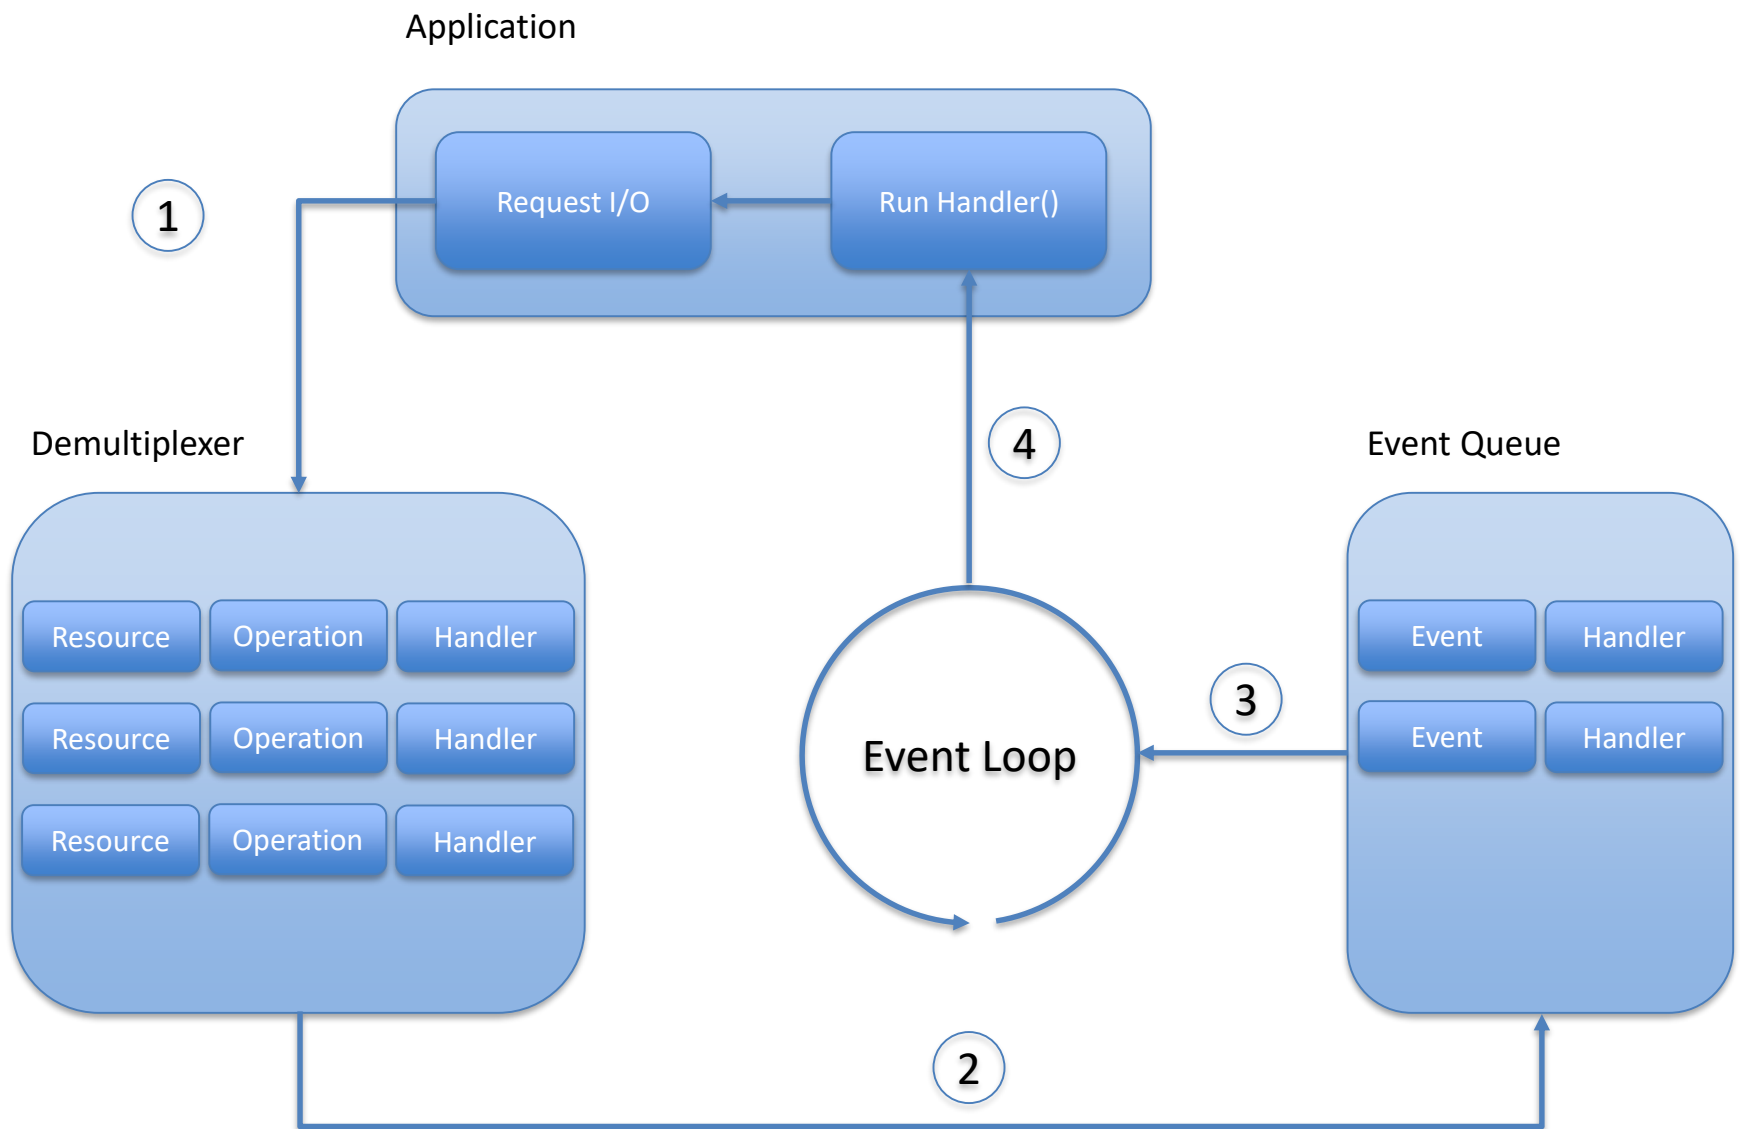 Application
1
Request I/O
Run Handler()
Demultiplexer
4
Event Queue
Resource
Operation
Handler
Event
Handler
Resource
Operation
Handler
3
Event
Handler
Event Loop
Resource
Operation
Handler
2